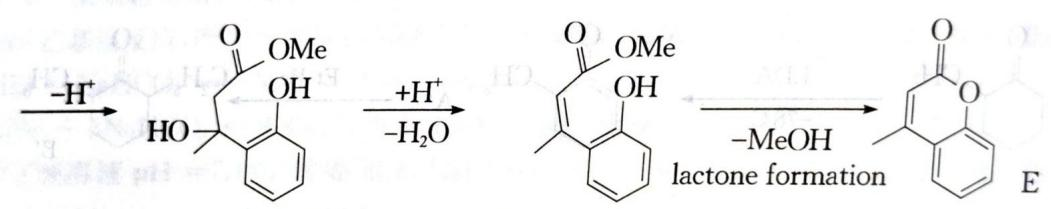 –H⁺
O
OMe
OH
HO
+H⁺
–H₂O
O
OMe
OH
–MeOH
lactone formation
O
O
E